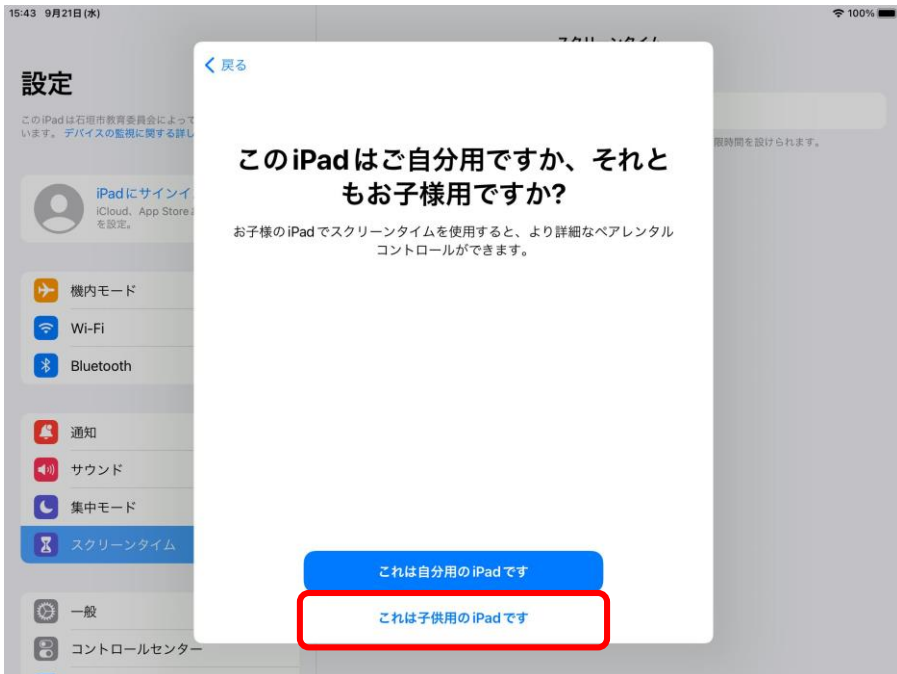 15:43 9月21日(水)
100%
スクリーンタイム
設定
戻る
このiPadは石垣市教育委員会によって
います。デバイスの監視に関する詳し
限時間を設けられます。
このiPadはご自分用ですか、それと
もお子様用ですか?
お子様のiPadでスクリーンタイムを使用すると、より詳細なペアレンタル
コントロールができます。
iPadにサインイ
iCloud、App Store
を設定。
機内モード
Wi-Fi
Bluetooth
通知
サウンド
集中モード
スクリーンタイム
一般
コントロールセンター
これは自分用のiPadです
これは子供用のiPadです